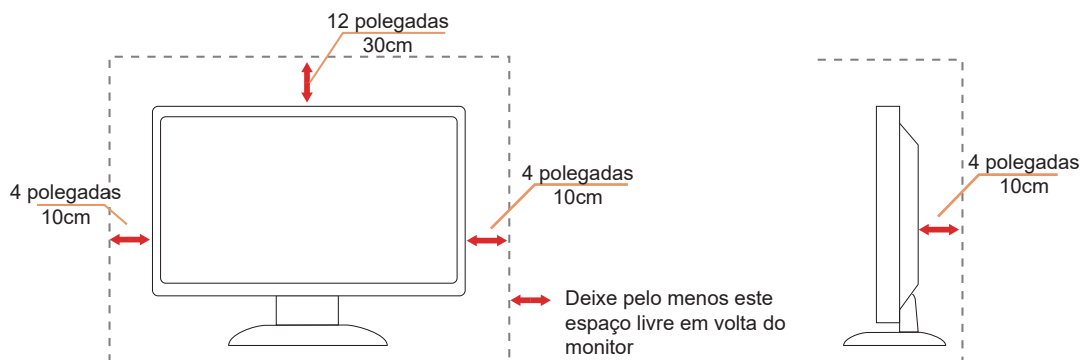 12 polegadas
30cm
4 polegadas
10cm
4 polegadas
10cm
4 polegadas
10cm
Deixe pelo menos este
espaço livre em volta do
monitor